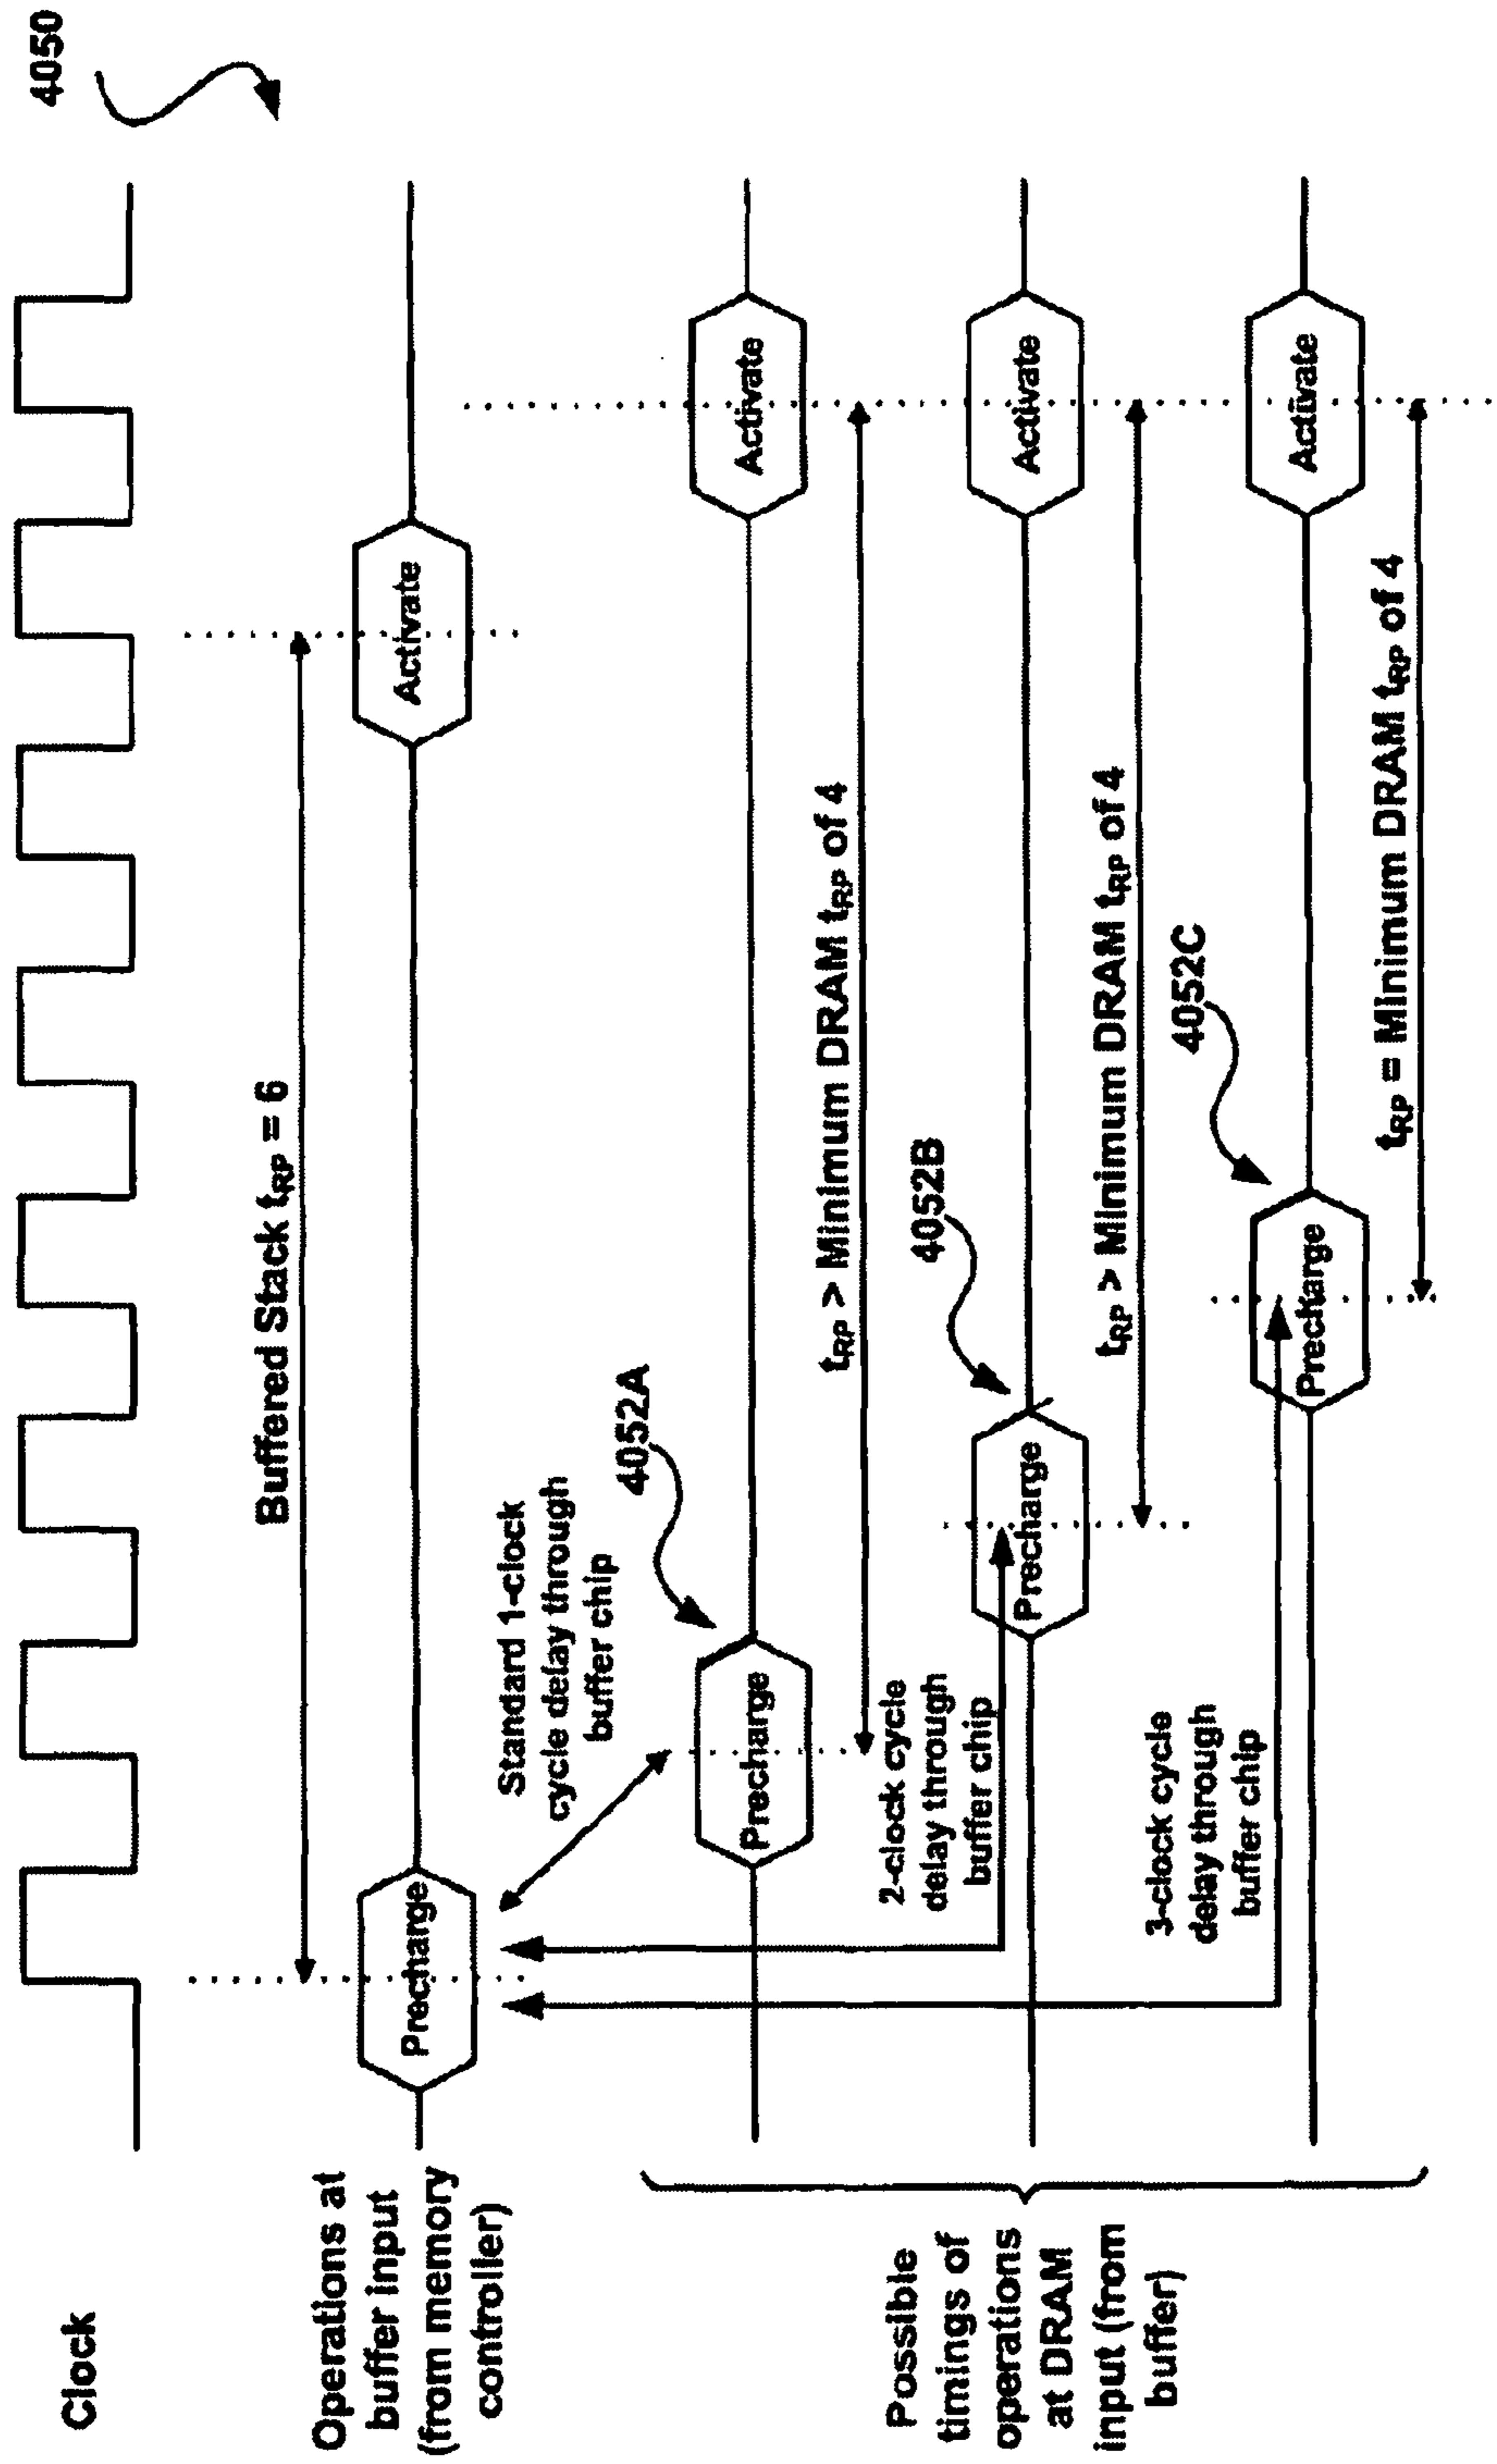 4050
Clock
Buffered Stack tRP = 6
Operations at
buffer input
(from memory
controller)
Precharge
Activate
Standard 1-clock
cycle delay through
buffer chip
4052A
Precharge
Activate
tRP > Minimum DRAM tRP of 4
2-clock cycle
delay through
buffer chip
4052B
Possible
timings of
operations
at DRAM
input (from
buffer)
Precharge
Activate
tRP > Minimum DRAM tRP of 4
3-clock cycle
delay through
buffer chip
4052C
Precharge
Activate
tRP = Minimum DRAM tRP of 4